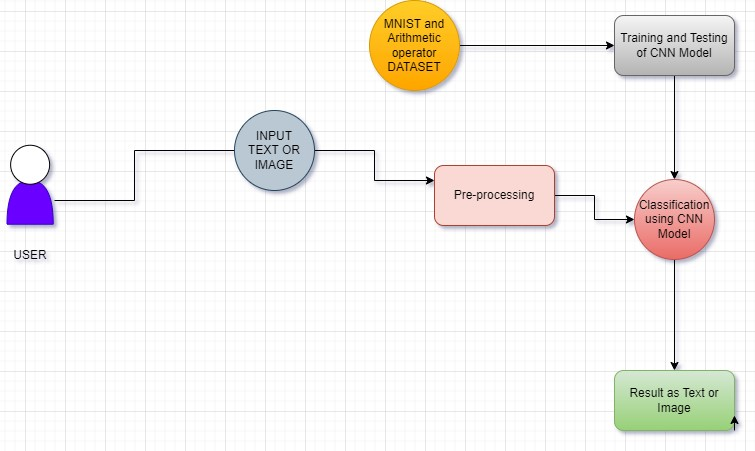 MNIST and
Arithmetic
operator
DATASET
Training and Testing
of CNN Model
INPUT
TEXT OR
IMAGE
Pre-processing
Classification
using CNN
Model
USER
Result as Text or
Image